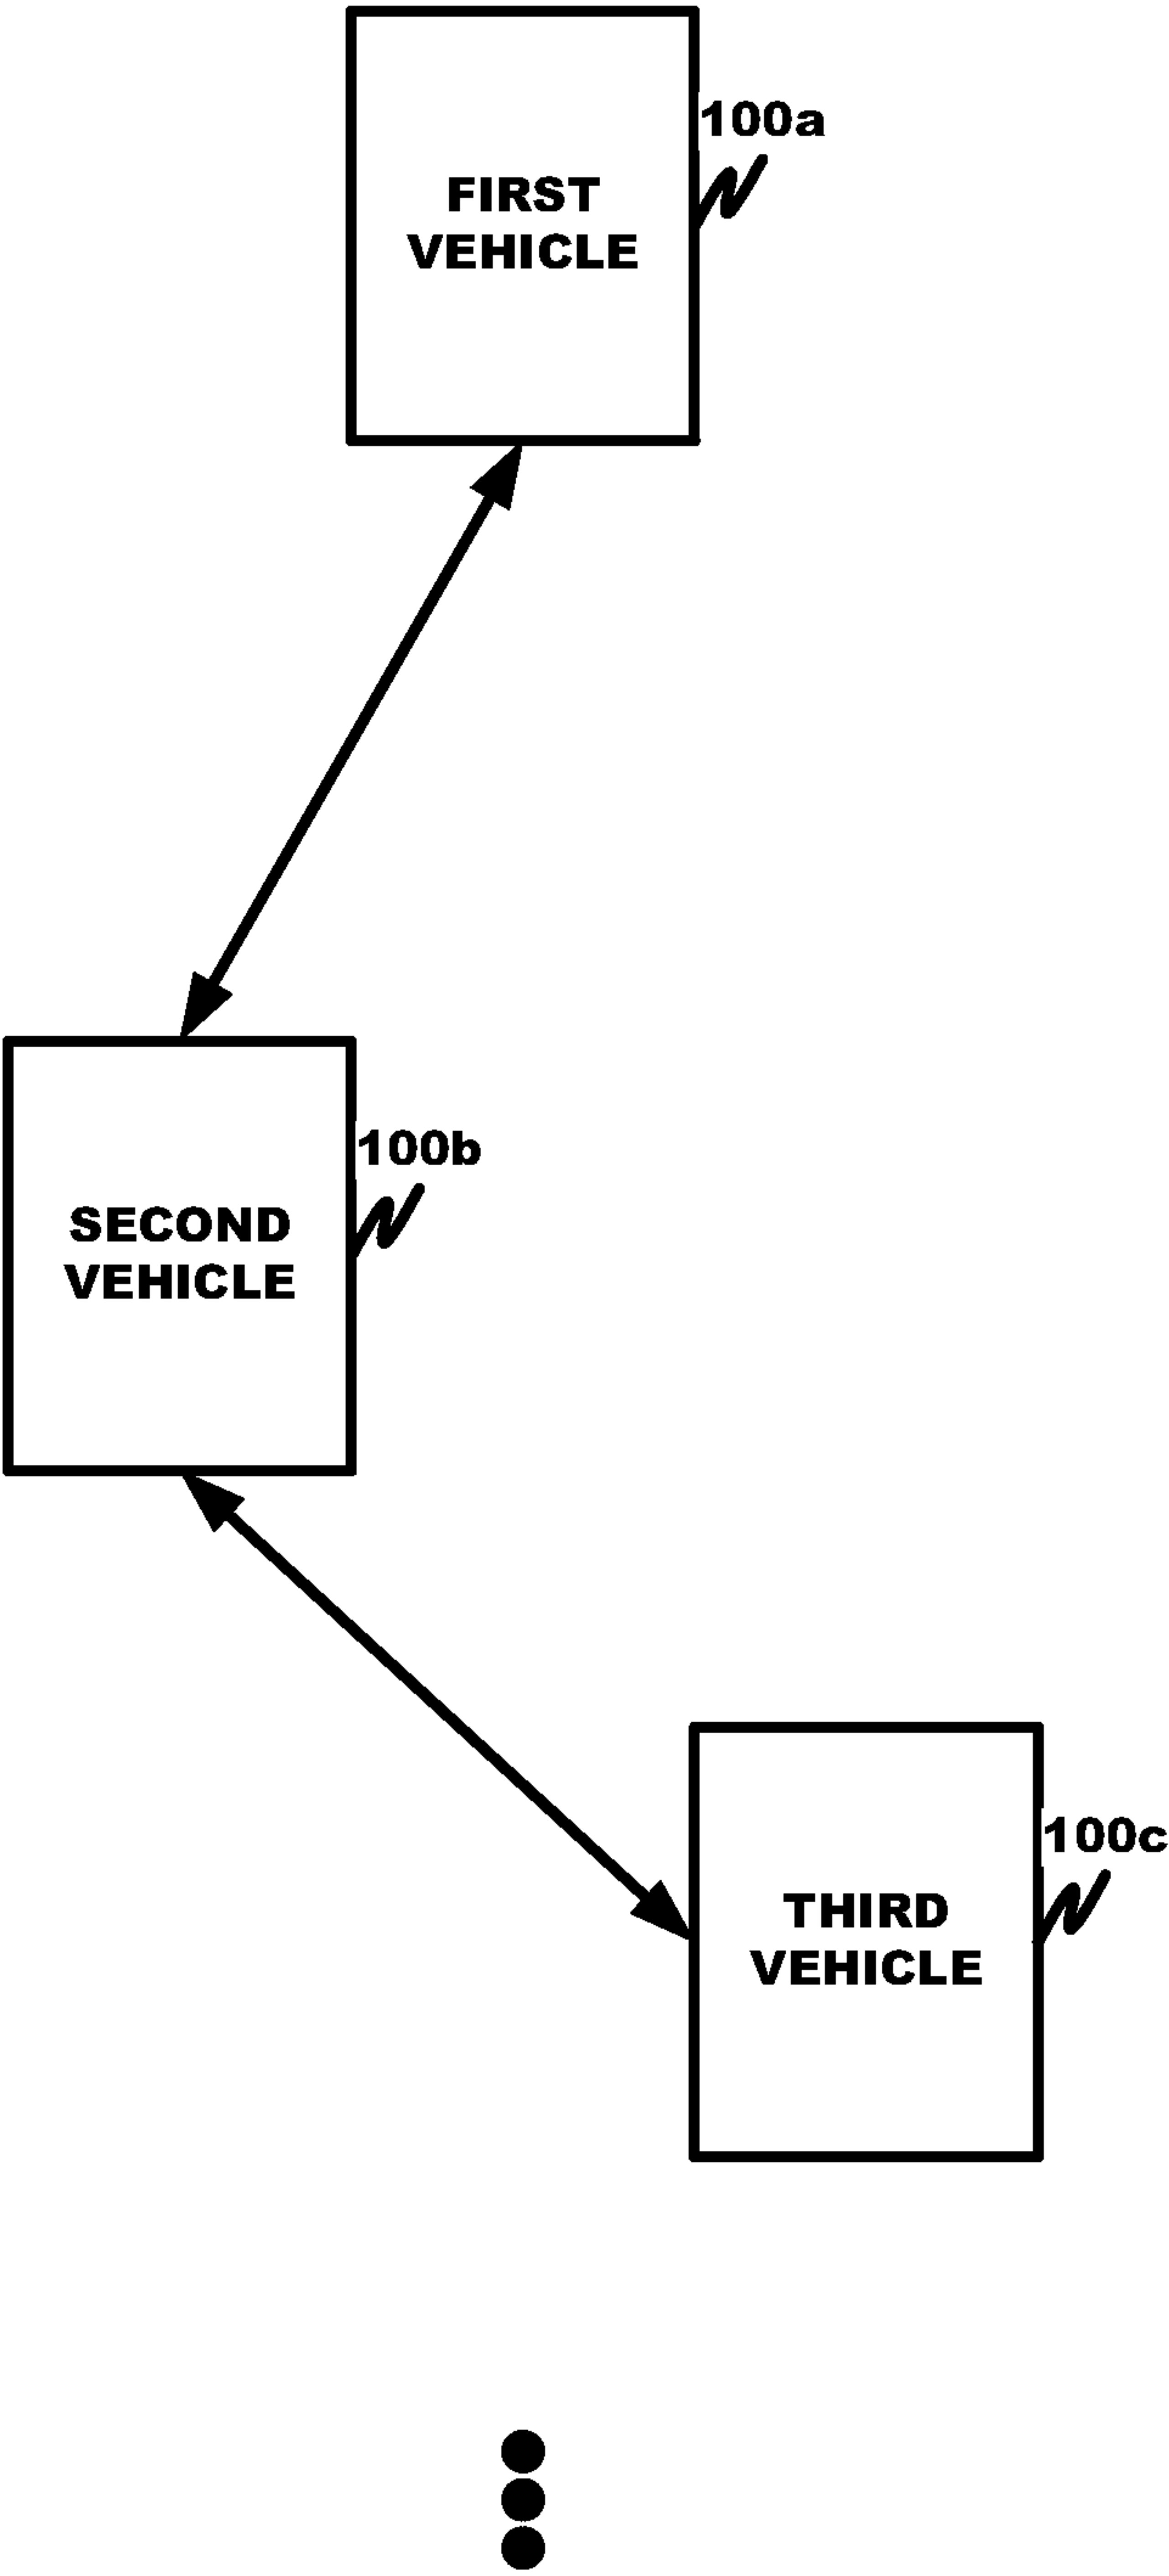 100a
FIRST
VEHICLE
100b
SECOND
VEHICLE
100c
THIRD
VEHICLE